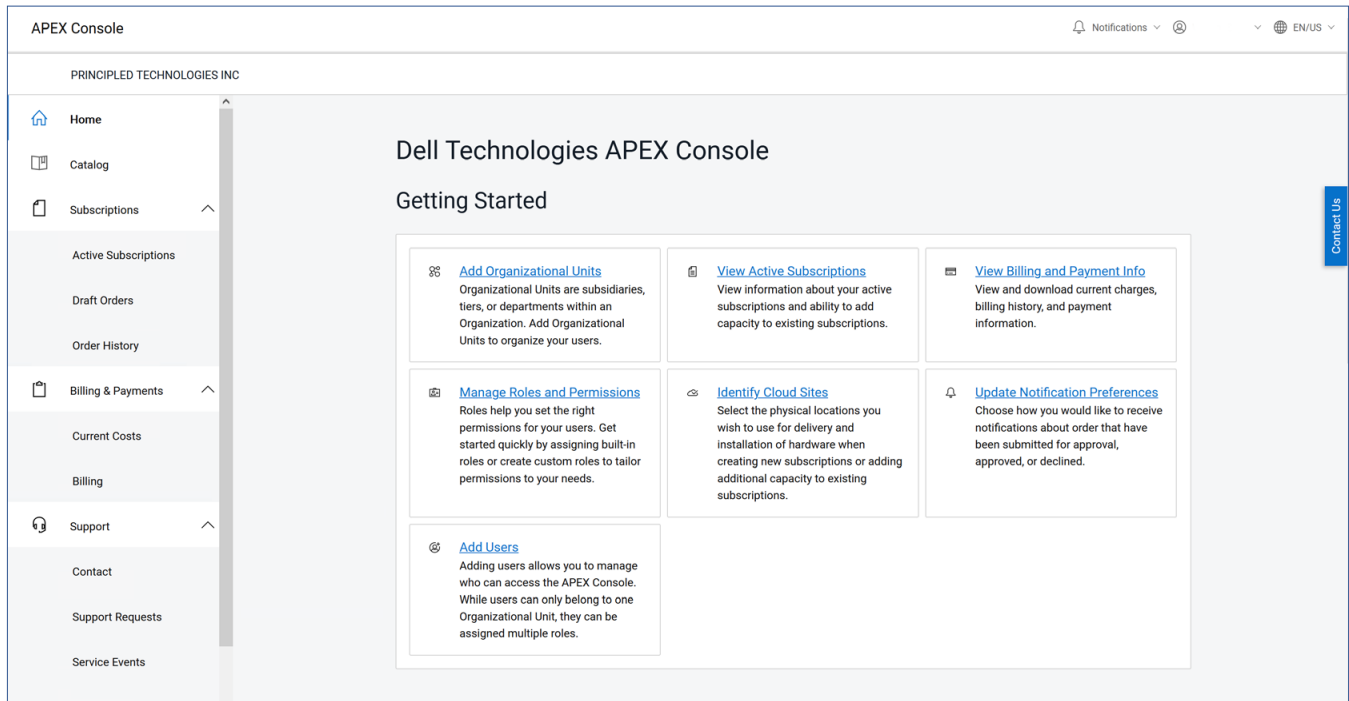 APEX Console
Notifications
EN/US
PRINCIPLED TECHNOLOGIES INC
Home
Catalog
Subscriptions
Active Subscriptions
Draft Orders
Order History
Billing & Payments
Current Costs
Billing
Support
Contact
Support Requests
Service Events
Dell Technologies APEX Console
Getting Started
Add Organizational Units
Organizational Units are subsidiaries,
tiers, or departments within an
Organization. Add Organizational
Units to organize your users.
View Active Subscriptions
View information about your active
subscriptions and ability to add
capacity to existing subscriptions.
View Billing and Payment Info
View and download current charges,
billing history, and payment
information.
Manage Roles and Permissions
Roles help you set the right
permissions for your users. Get
started quickly by assigning built-in
roles or create custom roles to tailor
permissions to your needs.
Identify Cloud Sites
Select the physical locations you
wish to use for delivery and
installation of hardware when
creating new subscriptions or adding
additional capacity to existing
subscriptions.
Update Notification Preferences
Choose how you would like to receive
notifications about order that have
been submitted for approval,
approved, or declined.
Add Users
Adding users allows you to manage
who can access the APEX Console.
While users can only belong to one
Organizational Unit, they can be
assigned multiple roles.
Contact Us